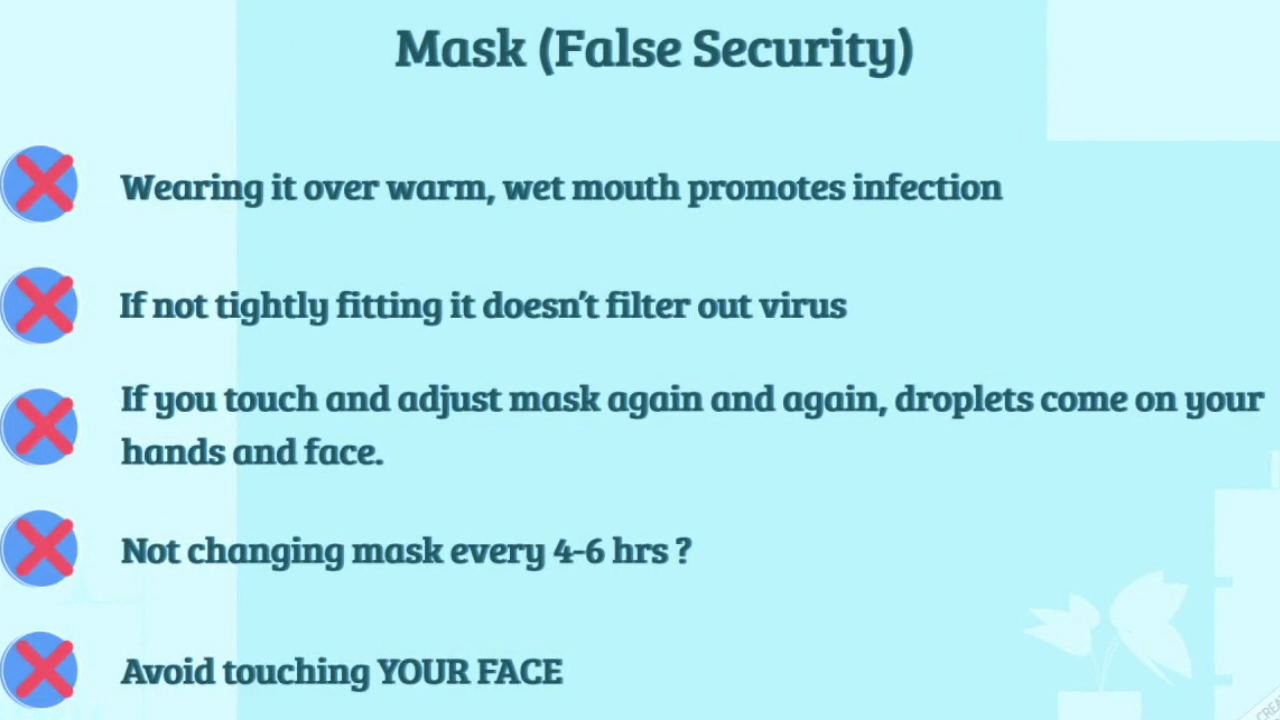 Mask (False Security)
Wearing it over warm, wet mouth promotes infection
If not tightly fitting it doesn't filter out virus
If you touch and adjust mask again and again, droplets come on your
hands and face.
Not changing mask every 4-6 hrs ?
Avoid touching YOUR FACE